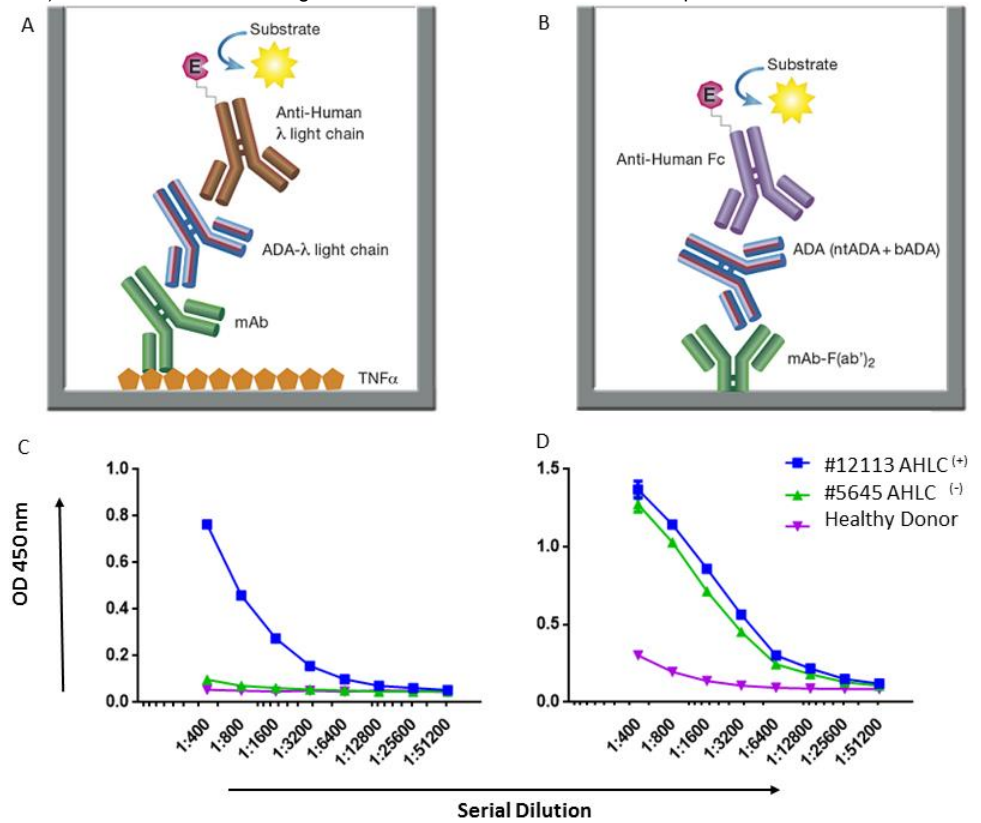 A
Substrate
E
Anti-Human
λ light chain
ADA-λ light chain
mAb
TNFα
B
Substrate
E
Anti-Human Fc
ADA (ntADA + bADA)
mAb-F(ab')2
C
1.0
0.8
0.6
0.4
0.2
0.0
1:400
1:800
1:1600
1:3200
1:6400
1:12800
1:25600
1:51200
OD 450 nm
D
1.5
1.0
0.5
0.0
1:400
1:800
1:1600
1:3200
1:6400
1:12800
1:25600
1:51200
#12113 AHLC (+)
#5645 AHLC (-)
Healthy Donor
Serial Dilution